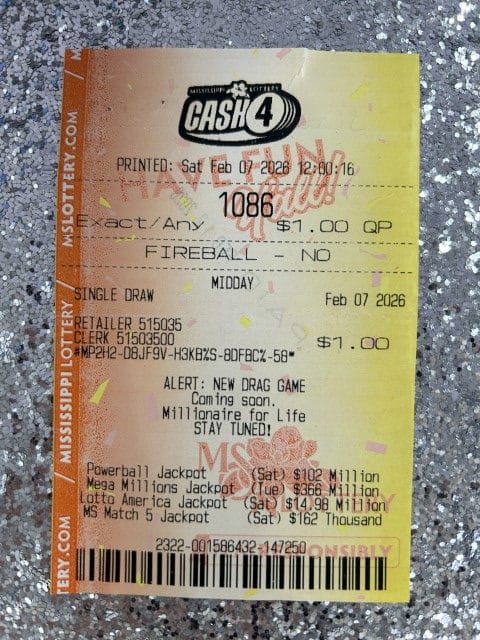 MISSISSIPPI LOTTERY
CASH 4
HAVE FUN
Y'all!
PRINTED: Sat Feb 07 2026 12:00:16
1086
Exact/Any $1.00 QP
FIREBALL - NO
MIDDAY
SINGLE DRAW Feb 07 2026
RETAILER 515035
CLERK 51503500 $1.00
#MP2H2-D8JF9V-H3KB%S-8DFBC%-58*
ALERT: NEW DRAG GAME
Coming soon.
Millionaire for Life
STAY TUNED!
Powerball Jackpot (Sat) $102 Million
Mega Millions Jackpot (Tue) $366 Million
Lotto America Jackpot (Sat) $14.98 Million
MS Match 5 Jackpot (Sat) $162 Thousand
2322-001586432-147250
MSLOTTERY.COM
/ MISSISSIPPI LOTTERY /
TERY.COM